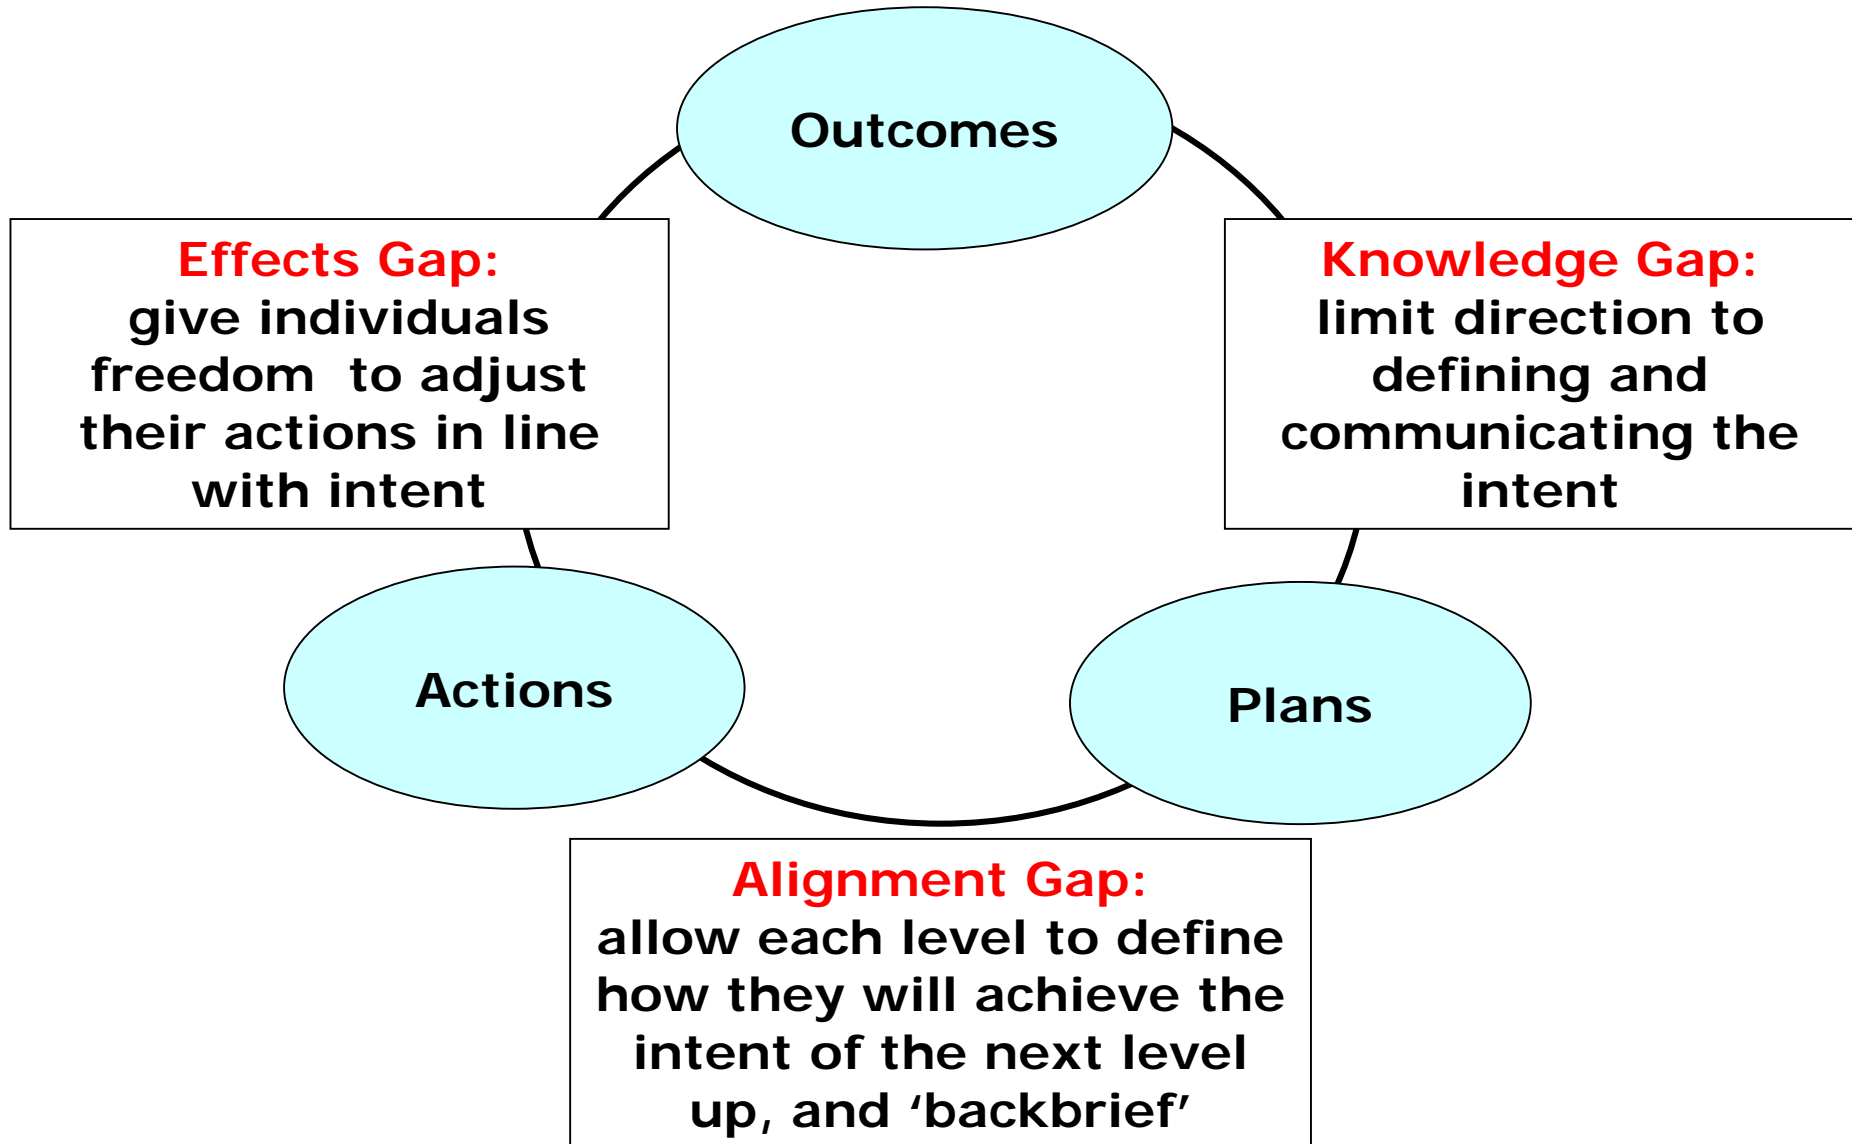 Outcomes
Effects Gap:
give individuals
freedom to adjust
their actions in line
with intent
Knowledge Gap:
limit direction to
defining and
communicating the
intent
Actions
Plans
Alignment Gap:
allow each level to define
how they will achieve the
intent of the next level
up, and ‘backbrief’